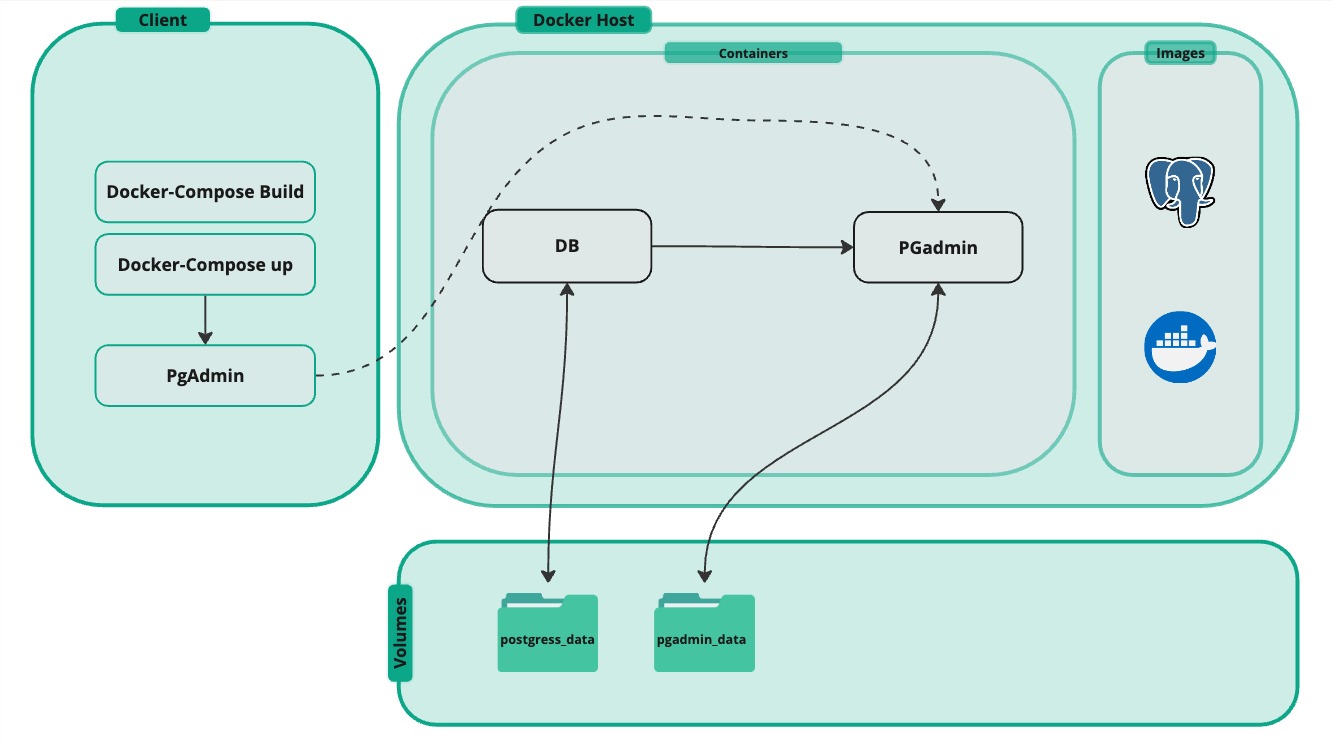 Client
Docker-Compose Build
Docker-Compose up
PgAdmin
Docker Host
Containers
DB
PGadmin
Images
Volumes
postgress_data
pgadmin_data